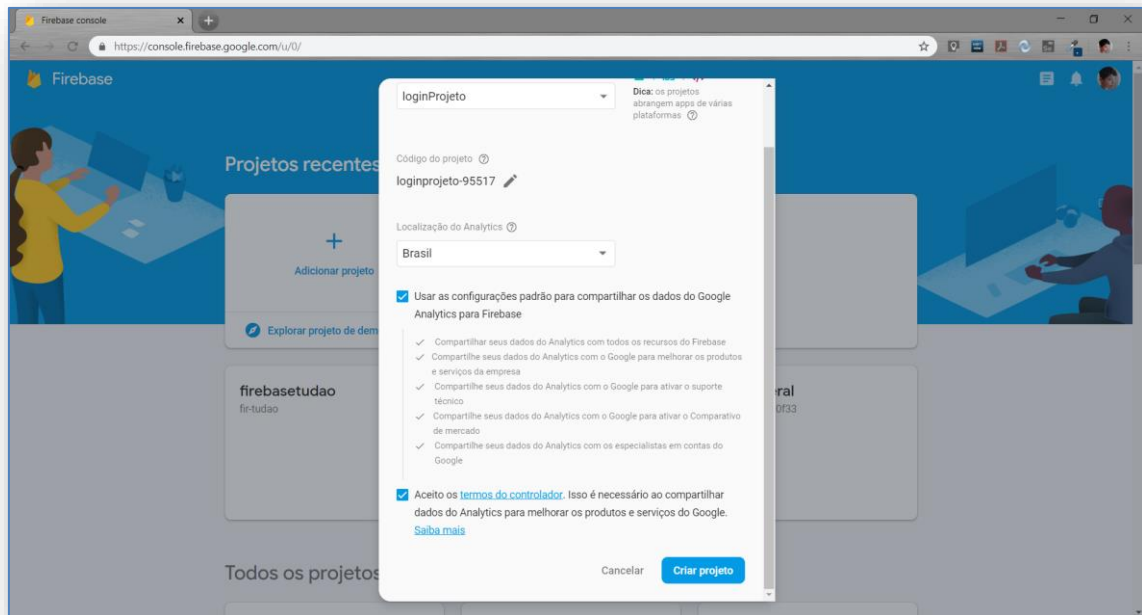 Firebase console
https://console.firebase.google.com/u/0/
Firebase
loginProjeto
Dica: os projetos
abrangem apps de várias
plataformas
Projetos recentes
Código do projeto
loginprojeto-95517
Localização do Analytics
Brasil
Adicionar projeto
Usar as configurações padrão para compartilhar os dados do Google
Analytics para Firebase
Explorar projeto de dem
Compartilhar seus dados do Analytics com todos os recursos do Firebase
Compartilhe seus dados do Analytics com o Google para melhorar os produtos
e serviços da empresa
Compartilhe seus dados do Analytics com o Google para ativar o suporte
técnico
Compartilhe seus dados do Analytics com o Google para ativar o Comparativo
de mercado
Compartilhe seus dados do Analytics com os especialistas em contas do
Google
firebasetudao
fir-tudao
ral
0f33
Aceito os termos do controlador. Isso é necessário ao compartilhar
dados do Analytics para melhorar os produtos e serviços do Google.
Saiba mais
Cancelar
Criar projeto
Todos os projetos